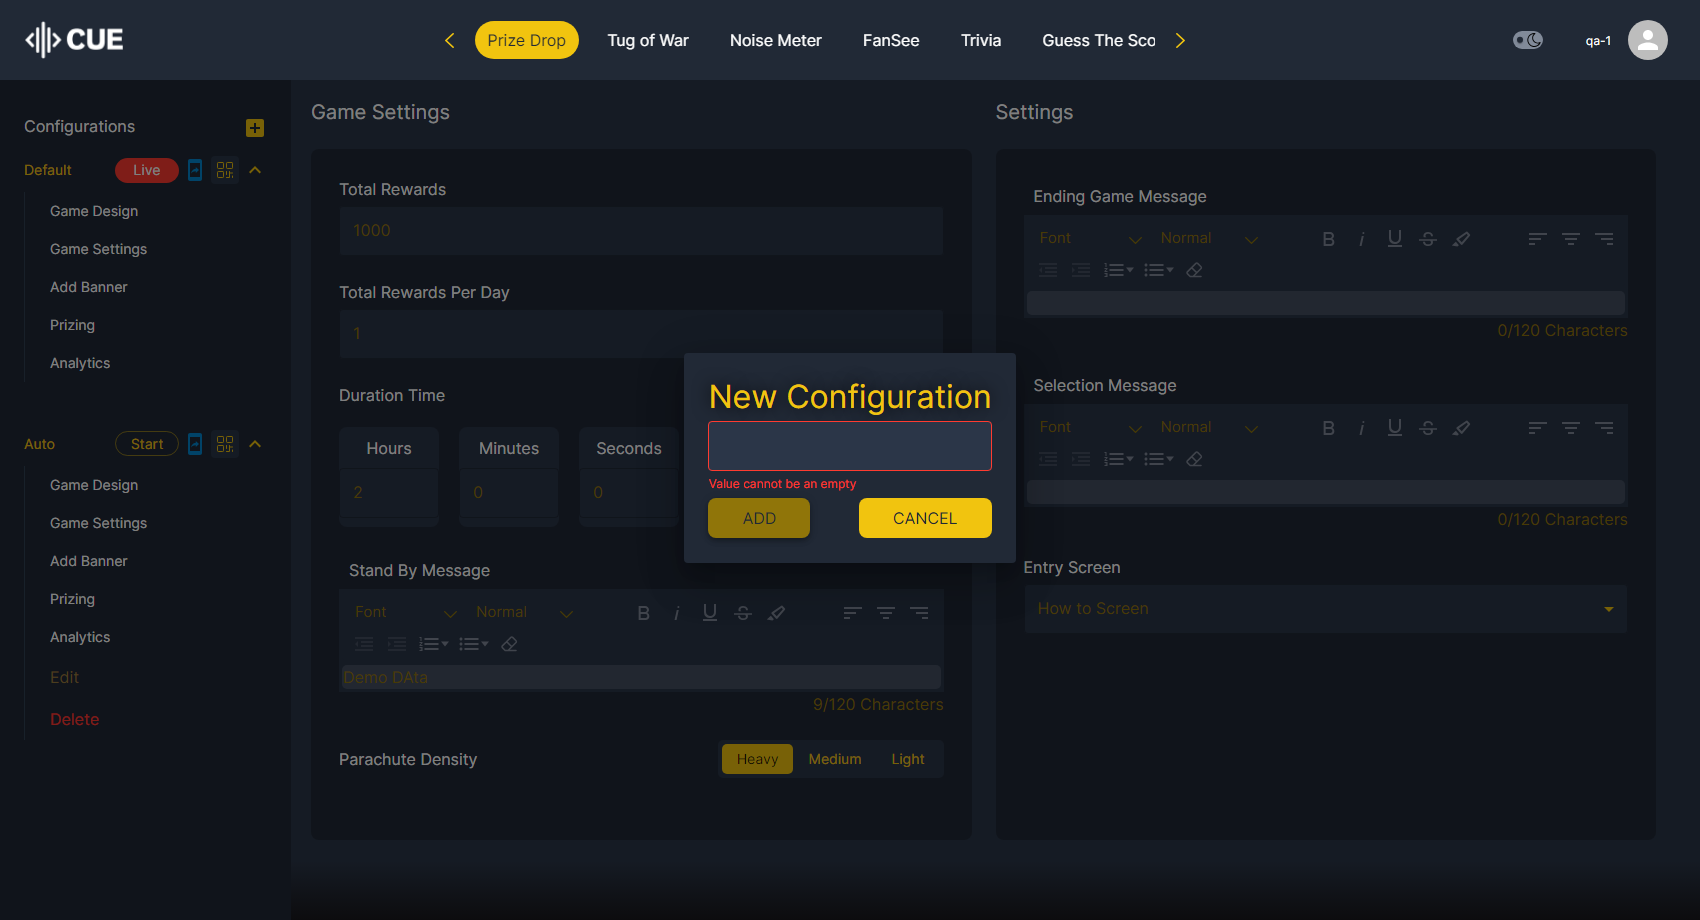 CUE
Prize Drop
Tug of War
Noise Meter
FanSee
Trivia
Guess The Sco
qa-1
Configurations
Default
Live
Game Design
Game Settings
Add Banner
Prizing
Analytics
Auto
Start
Game Design
Game Settings
Add Banner
Prizing
Analytics
Edit
Delete
Game Settings
Total Rewards
1000
Total Rewards Per Day
1
Duration Time
Hours Minutes Seconds
2 0 0
Stand By Message
Font Normal
B i U S
Demo DAta
9/120 Characters
Parachute Density
Heavy Medium Light
New Configuration
Value cannot be an empty
ADD CANCEL
Settings
Ending Game Message
Font Normal
B i U S
0/120 Characters
Selection Message
Font Normal
B i U S
0/120 Characters
Entry Screen
How to Screen